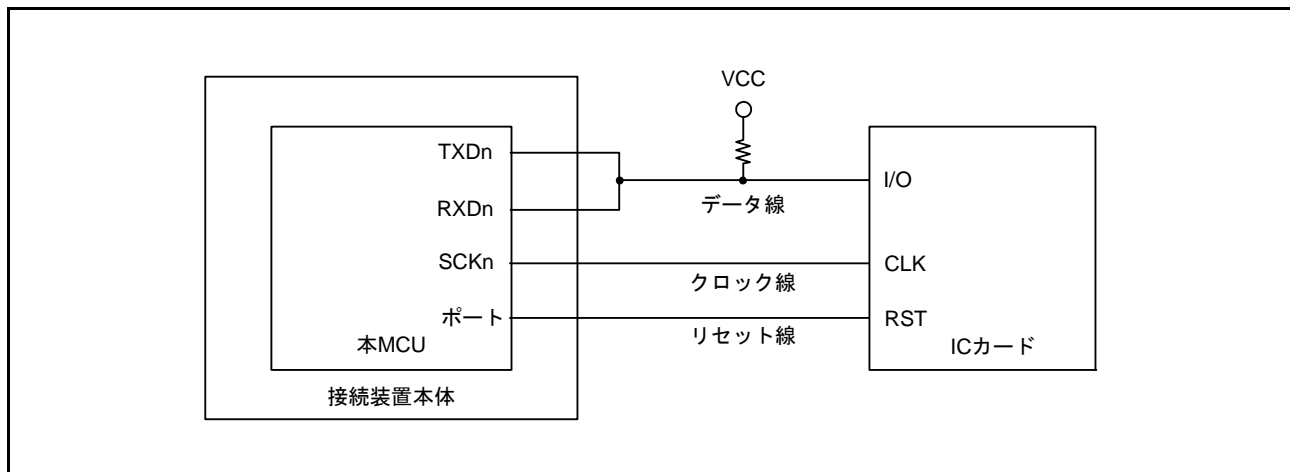 VCC
TXDn
I/O
データ線
RXDn
SCKn
CLK
クロック線
ポート
RST
リセット線
本MCU
ICカード
接続装置本体